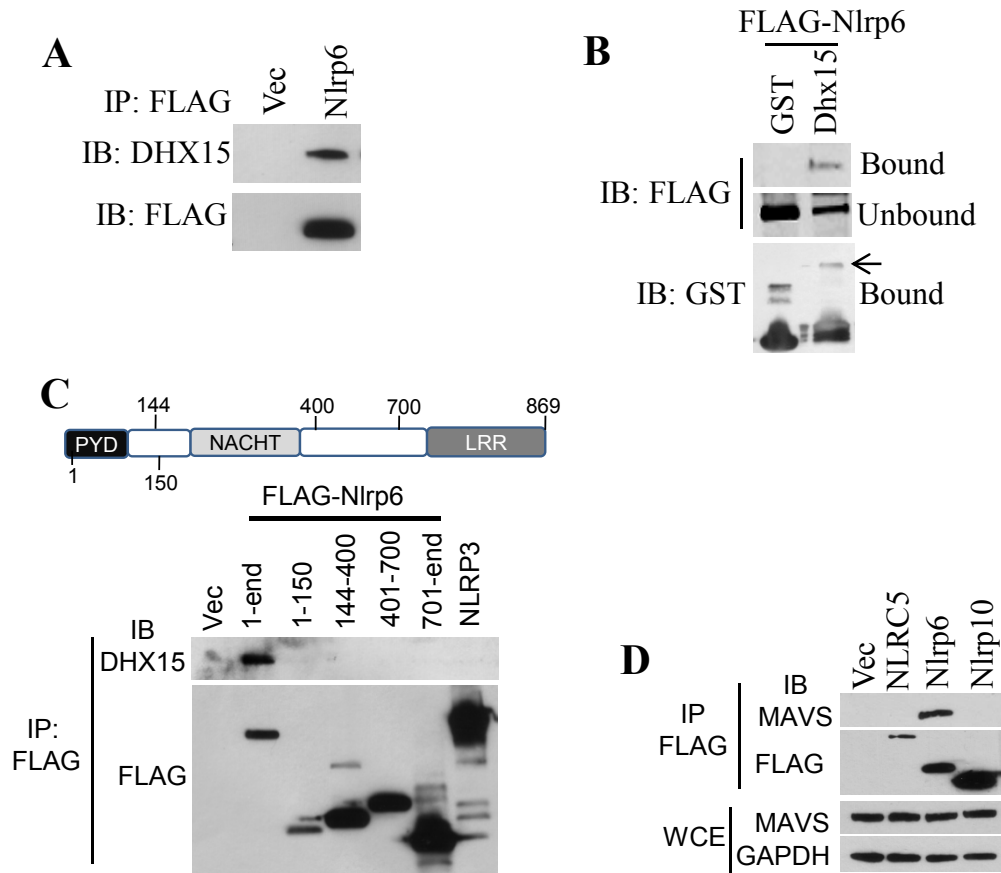 A
IP: FLAG
Vec
Nlrp6
IB: DHX15
IB: FLAG
B
FLAG-Nlrp6
GST
Dhx15
IB: FLAG
Bound
Unbound
IB: GST
Bound
C
144
400
700
869
PYD
NACHT
LRR
1
150
FLAG-Nlrp6
Vec
1-end
1-150
144-400
401-700
701-end
NLRP3
IB
DHX15
IP:
FLAG
FLAG
D
Vec
NLRC5
Nlrp6
Nlrp10
IP
FLAG
IB
MAVS
FLAG
WCE
MAVS
GAPDH